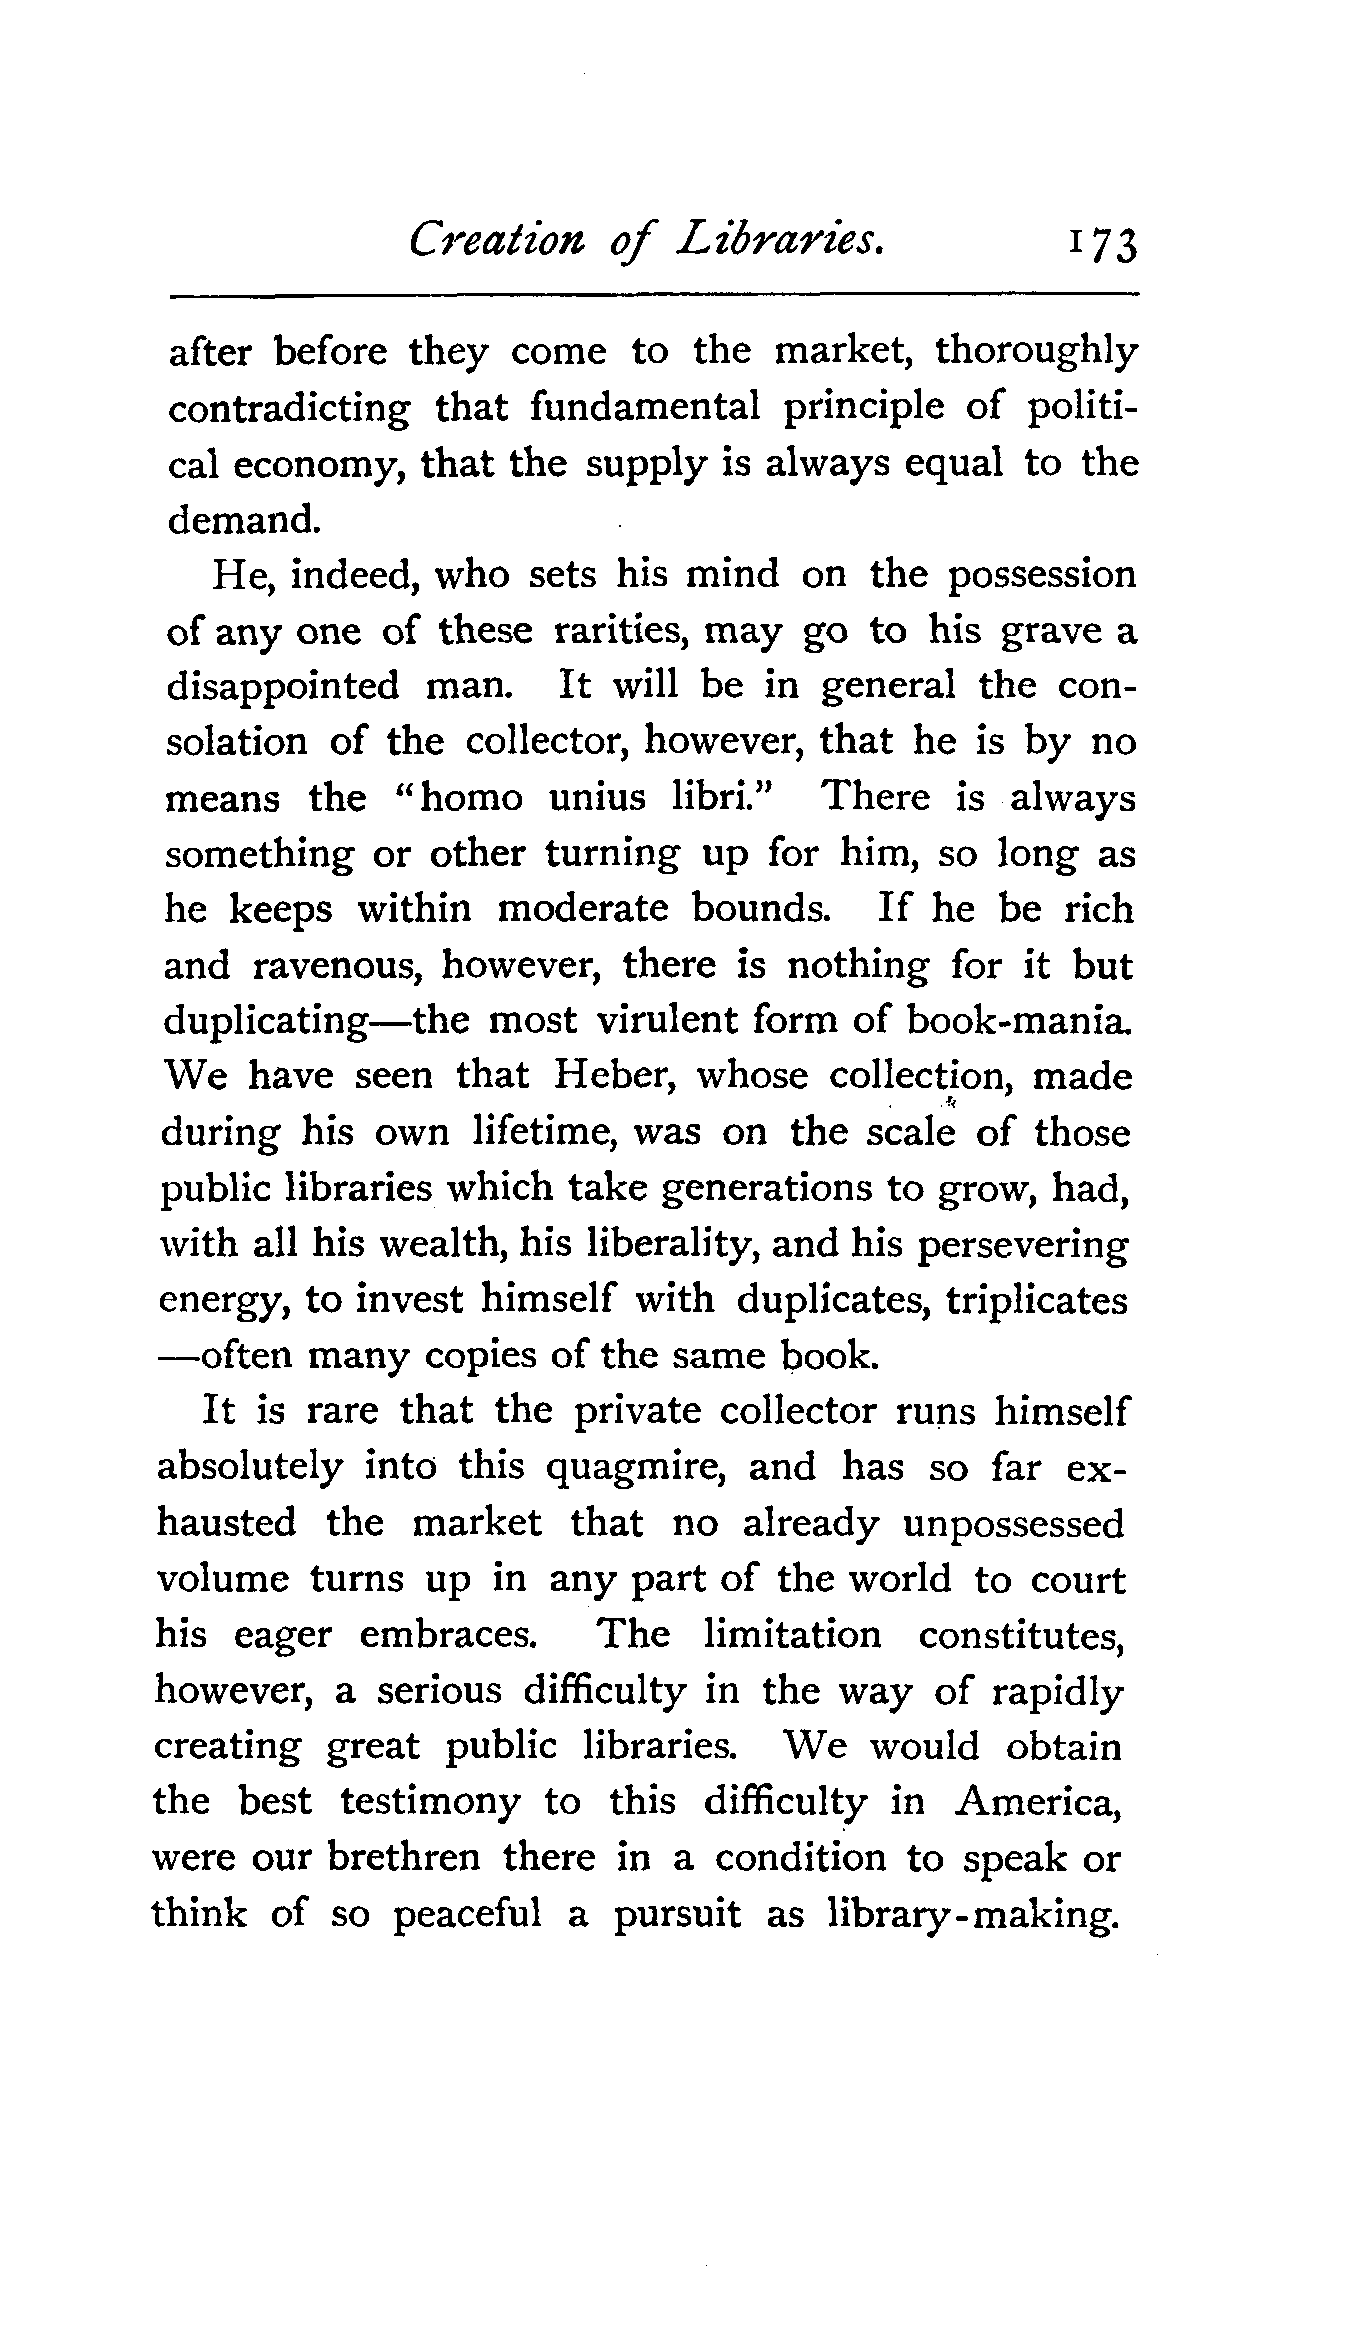 Creation of Libraries. 173
after before they come to the market, thoroughly
contradicting that fundamental principle of politi-
cal economy, that the supply is always equal to the
demand.
He, indeed, who sets his mind on the possession
of any one of these rarities, may go to his grave a
disappointed man. It will be in general the con-
solation of the collector, however, that he is by no
means the "homo unius libri." There is always
something or other turning up for him, so long as
he keeps within moderate bounds. If he be rich
and ravenous, however, there is nothing for it but
duplicating—the most virulent form of book-mania.
We have seen that Heber, whose collection, made
during his own lifetime, was on the scale of those
public libraries which take generations to grow, had,
with all his wealth, his liberality, and his persevering
energy, to invest himself with duplicates, triplicates
—often many copies of the same book.
It is rare that the private collector runs himself
absolutely into this quagmire, and has so far ex-
hausted the market that no already unpossessed
volume turns up in any part of the world to court
his eager embraces. The limitation constitutes,
however, a serious difficulty in the way of rapidly
creating great public libraries. We would obtain
the best testimony to this difficulty in America,
were our brethren there in a condition to speak or
think of so peaceful a pursuit as library-making.